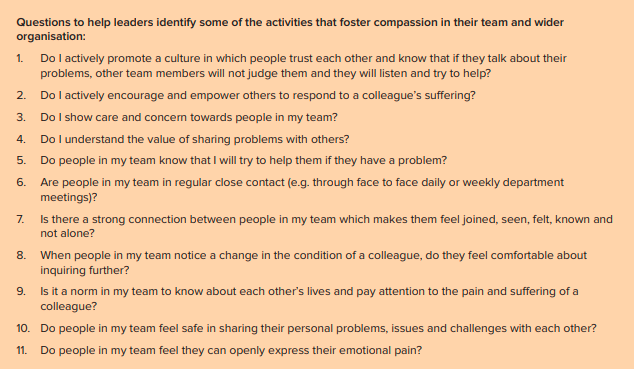 Questions to help leaders identify some of the activities that foster compassion in their team and wider
organisation:
1. Do I actively promote a culture in which people trust each other and know that if they talk about their
problems, other team members will not judge them and they will listen and try to help?
2. Do I actively encourage and empower others to respond to a colleague's suffering?
3. Do I show care and concern towards people in my team?
4. Do I understand the value of sharing problems with others?
5. Do people in my team know that I will try to help them if they have a problem?
6. Are people in my team in regular close contact (e.g. through face to face daily or weekly department
meetings)?
7. Is there a strong connection between people in my team which makes them feel joined, seen, felt, known and
not alone?
8. When people in my team notice a change in the condition of a colleague, do they feel comfortable about
inquiring further?
9. Is it a norm in my team to know about each other's lives and pay attention to the pain and suffering of a
colleague?
10. Do people in my team feel safe in sharing their personal problems, issues and challenges with each other?
11. Do people in my team feel they can openly express their emotional pain?